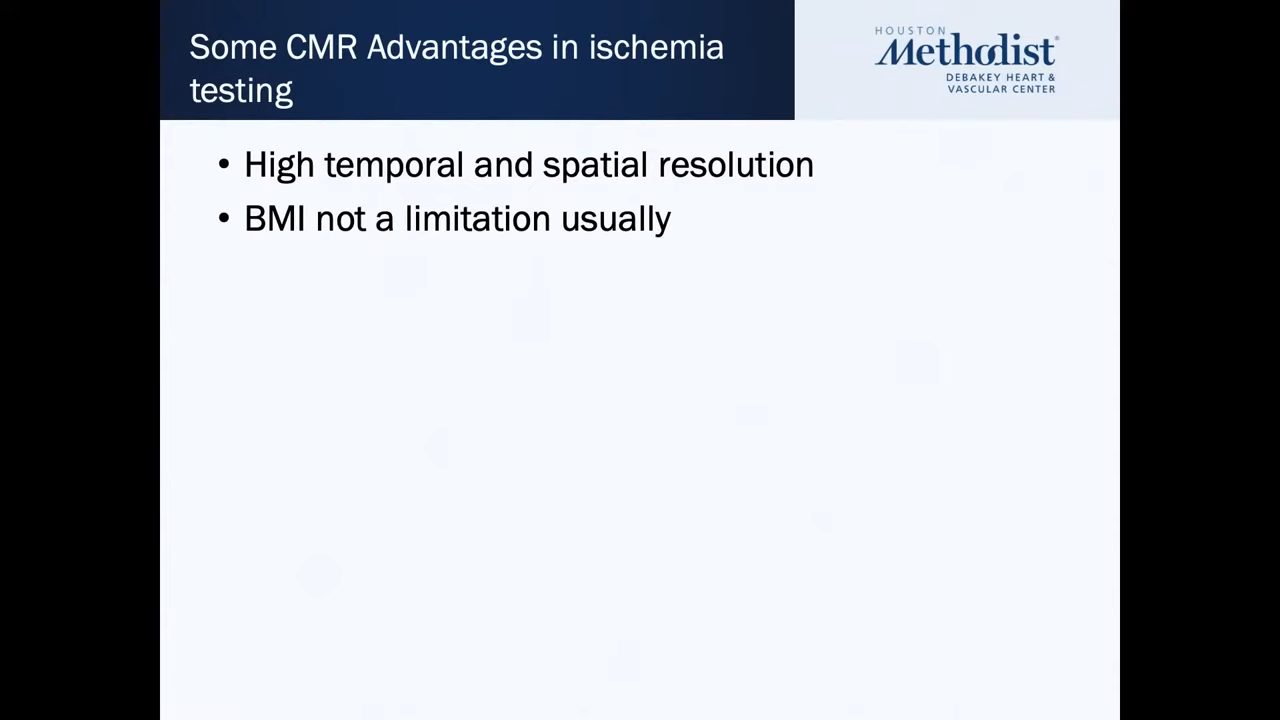 Some CMR Advantages in ischemia
testing
HOUSTON
Methodist®
DEBAKEY HEART &
VASCULAR CENTER
• High temporal and spatial resolution
• BMI not a limitation usually